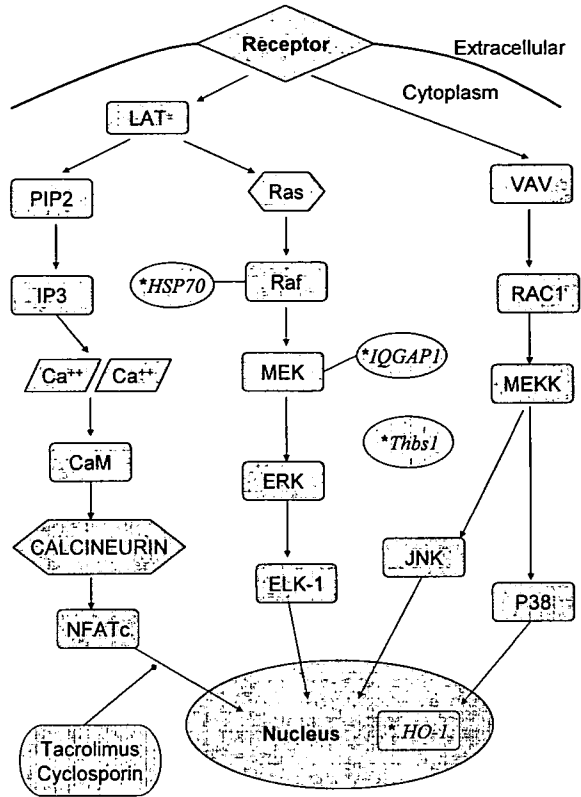 Receptor
Extracellular
Cytoplasm
LAT
PIP2
Ras
VAV
IP3
*HSP70
Raf
RAC1
Ca++
Ca++
MEK
*IQGAP1
MEKK
*Thbs1
CaM
ERK
CALCINEURIN
JNK
ELK-1
P38
NFATc
Nucleus
*HO-1
Tacrolimus
Cyclosporin